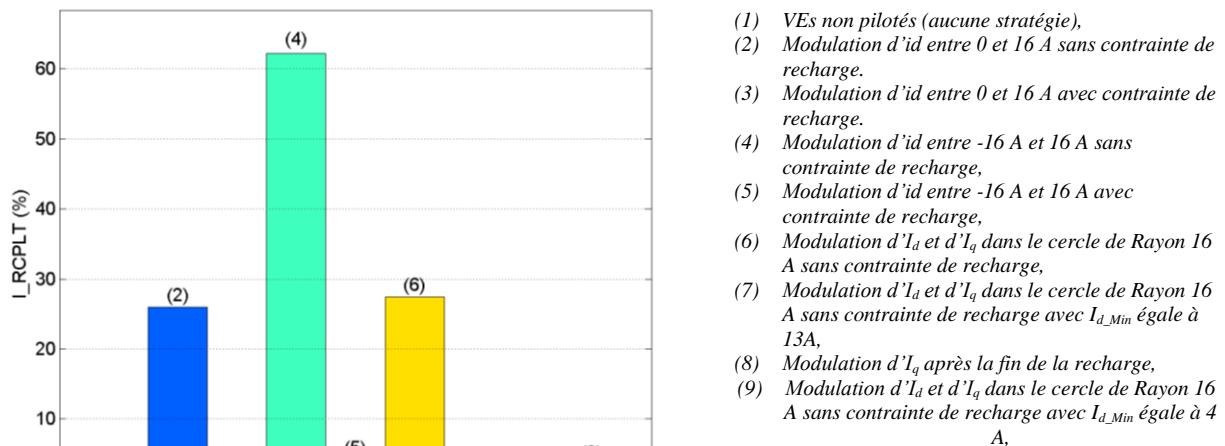 (4)
60
50
40
I_RCPLT (%)
(2)
(6)
30
20
10
(5)
(1) VEs non pilotés (aucune stratégie),
(2) Modulation d’id entre 0 et 16 A sans contrainte de
recharge.
(3) Modulation d’id entre 0 et 16 A avec contrainte de
recharge.
(4) Modulation d’id entre -16 A et 16 A sans
contrainte de recharge,
(5) Modulation d’id entre -16 A et 16 A avec
contrainte de recharge,
(6) Modulation d’Id et d’Iq dans le cercle de Rayon 16
A sans contrainte de recharge,
(7) Modulation d’Id et d’Iq dans le cercle de Rayon 16
A sans contrainte de recharge avec Id_Min égale à
13A,
(8) Modulation d’Iq après la fin de la recharge,
(9) Modulation d’Id et d’Iq dans le cercle de Rayon 16
A sans contrainte de recharge avec Id_Min égale à 4
A,